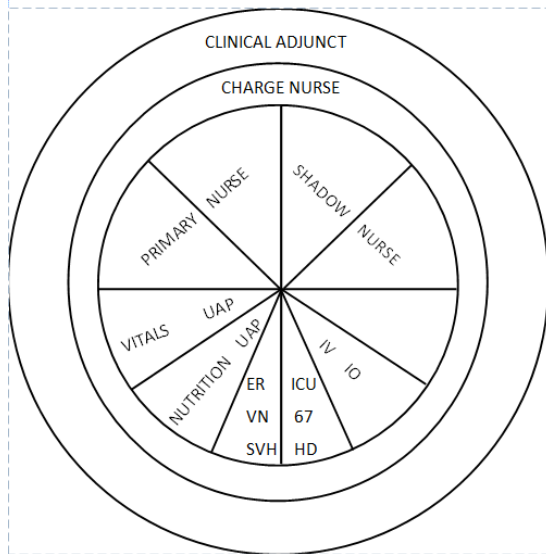 CLINICAL ADJUNCT
CHARGE NURSE
PRIMARY NURSE
SHADOW NURSE
VITALS UAP
NUTRITION UAP
IV IO
ER ICU
VN 67
SVH HD